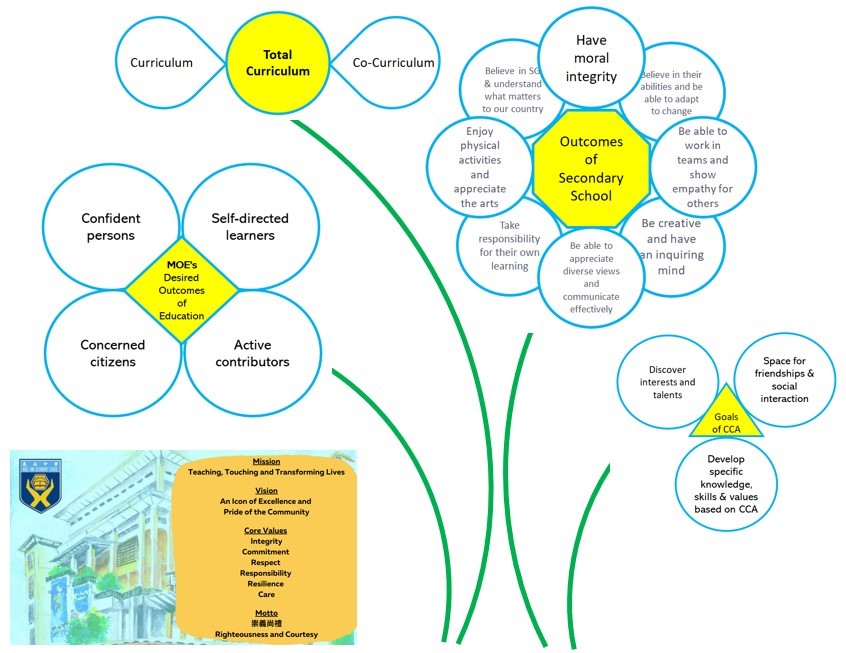 Curriculum
Total
Curriculum
Co-Curriculum
Have
moral
integrity
Believe in SG
& understand
what matters
to our country
Believe in their
abilities and be
able to adapt
to change
Enjoy
physical
activities
and
appreciate
the arts
Outcomes
of
Secondary
School
Be able to
work in
teams and
show
empathy for
others
Take
responsibility
for their own
learning
Be able to
appreciate
diverse views
and
communicate
effectively
Be creative
and have
an inquiring
mind
Confident
persons
Self-directed
learners
MOE's
Desired
Outcomes
of
Education
Concerned
citizens
Active
contributors
Discover
interests and
talents
Space for
friendships &
social
interaction
Goals
of CCA
Develop
specific
knowledge,
skills & values
based on CCA
Mission
Teaching, Touching and Transforming Lives
Vision
An Icon of Excellence and
Pride of the Community
Core Values
Integrity
Commitment
Respect
Responsibility
Resilience
Care
Motto
崇義尚禮
Righteousness and Courtesy